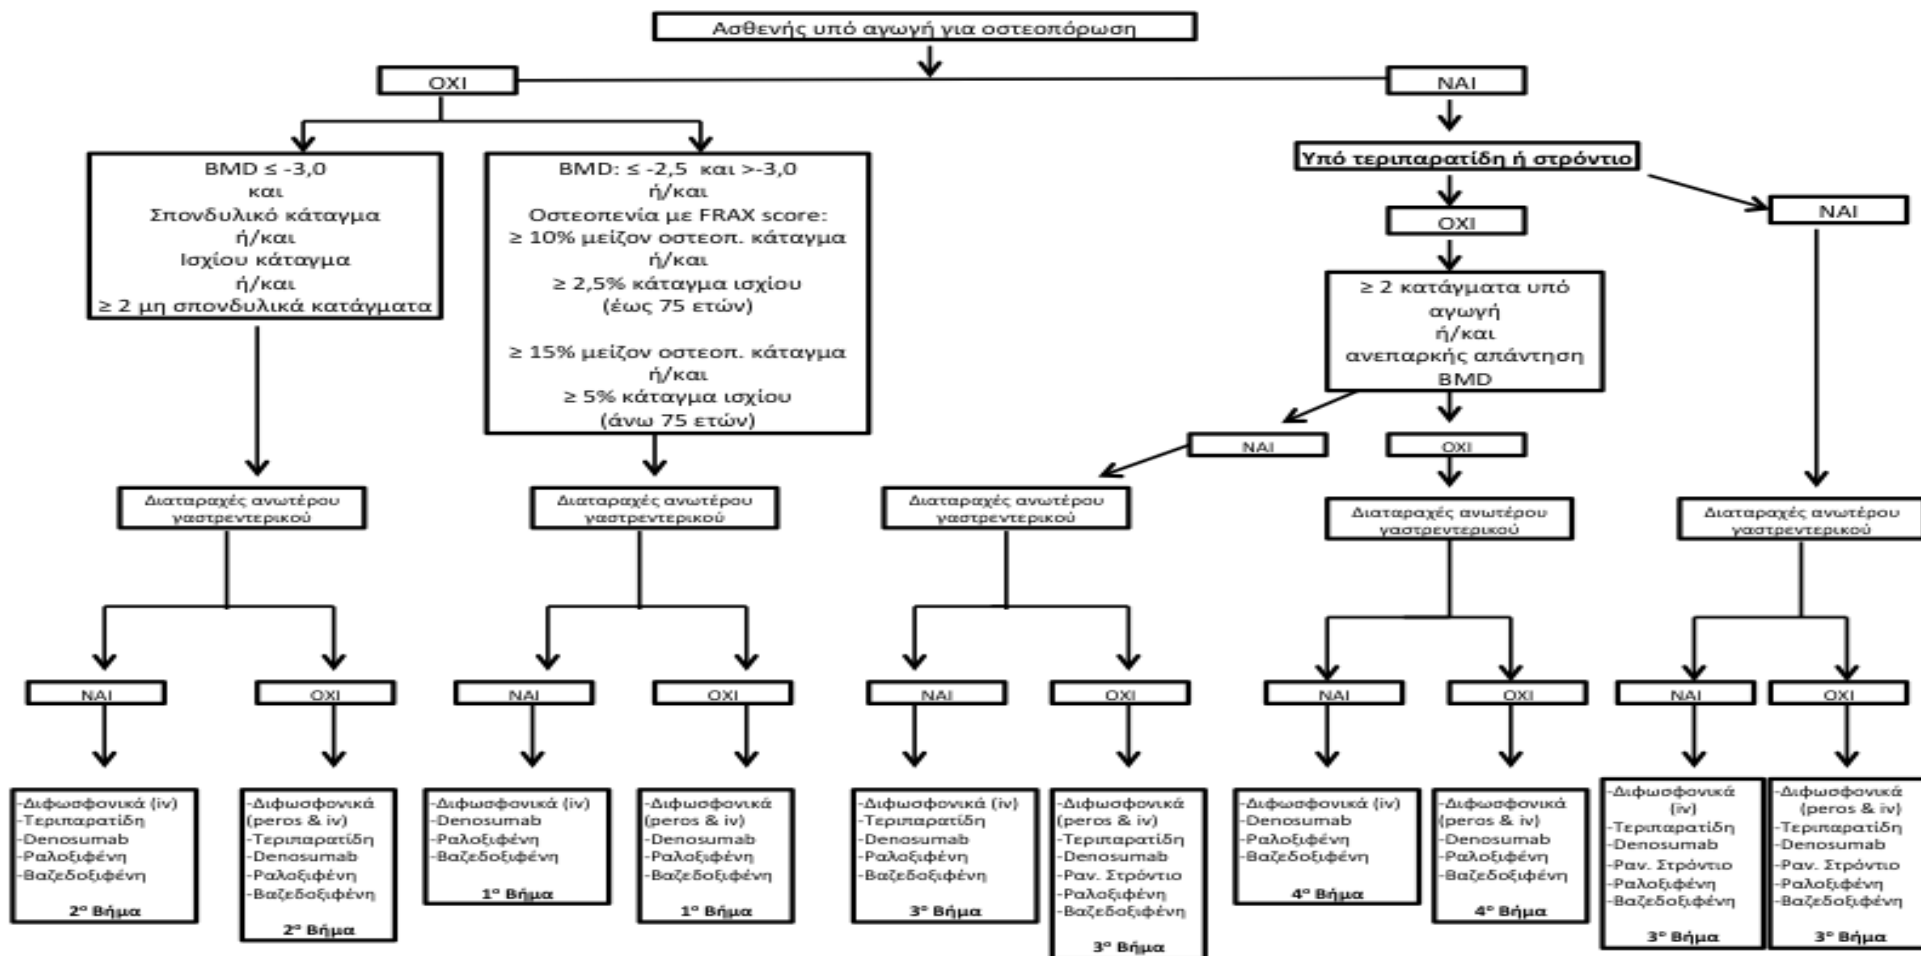 Ασθενής υπό αγωγή για οστεοπόρωση
ΟΧΙ
ΝΑΙ
BMD ≤ -3,0
και
Σπονδυλικό κάταγμα
ή/και
Ισχίου κάταγμα
ή/και
≥ 2 μη σπονδυλικά κατάγματα
BMD: ≤ -2,5 και >-3,0
ή/και
Οστεοπενία με FRAX score:
≥ 10% μείζον οστεοπ. κάταγμα
ή/και
≥ 2,5% κάταγμα ισχίου
(έως 75 ετών)
≥ 15% μείζον οστεοπ. κάταγμα
ή/και
≥ 5% κάταγμα ισχίου
(άνω 75 ετών)
Υπό τεριπαρατίδη ή στρόντιο
ΟΧΙ
ΝΑΙ
≥ 2 κατάγματα υπό
αγωγή
ή/και
ανεπαρκής απάντηση
BMD
ΝΑΙ
ΟΧΙ
Διαταραχές ανωτέρου
γαστρεντερικού
Διαταραχές ανωτέρου
γαστρεντερικού
Διαταραχές ανωτέρου
γαστρεντερικού
Διαταραχές ανωτέρου
γαστρεντερικού
Διαταραχές ανωτέρου
γαστρεντερικού
ΝΑΙ
ΟΧΙ
ΝΑΙ
ΟΧΙ
ΝΑΙ
ΟΧΙ
ΝΑΙ
ΟΧΙ
ΝΑΙ
ΟΧΙ
-Διφωσφονικά (iv)
-Τεριπαρατίδη
-Denosumab
-Ραλοξιφένη
-Βαζεδοξιφένη
2ο Βήμα
-Διφωσφονικά
(peros & iv)
-Τεριπαρατίδη
-Denosumab
-Ραλοξιφένη
-Βαζεδοξιφένη
2ο Βήμα
-Διφωσφονικά (iv)
-Denosumab
-Ραλοξιφένη
-Βαζεδοξιφένη
1ο Βήμα
-Διφωσφονικά
(peros & iv)
-Denosumab
-Ραλοξιφένη
-Βαζεδοξιφένη
1ο Βήμα
-Διφωσφονικά (iv)
-Τεριπαρατίδη
-Denosumab
-Ραλοξιφένη
-Βαζεδοξιφένη
3ο Βήμα
-Διφωσφονικά
(peros & iv)
-Τεριπαρατίδη
-Denosumab
-Ραν. Στρόντιο
-Ραλοξιφένη
-Βαζεδοξιφένη
3ο Βήμα
-Διφωσφονικά (iv)
-Denosumab
-Ραλοξιφένη
-Βαζεδοξιφένη
4ο Βήμα
-Διφωσφονικά
(peros & iv)
-Denosumab
-Ραλοξιφένη
-Βαζεδοξιφένη
4ο Βήμα
-Διφωσφονικά
(iv)
-Τεριπαρατίδη
-Denosumab
-Ραν. Στρόντιο
-Ραλοξιφένη
-Βαζεδοξιφένη
3ο Βήμα
-Διφωσφονικά
(peros & iv)
-Τεριπαρατίδη
-Denosumab
-Ραν. Στρόντιο
-Ραλοξιφένη
-Βαζεδοξιφένη
3ο Βήμα